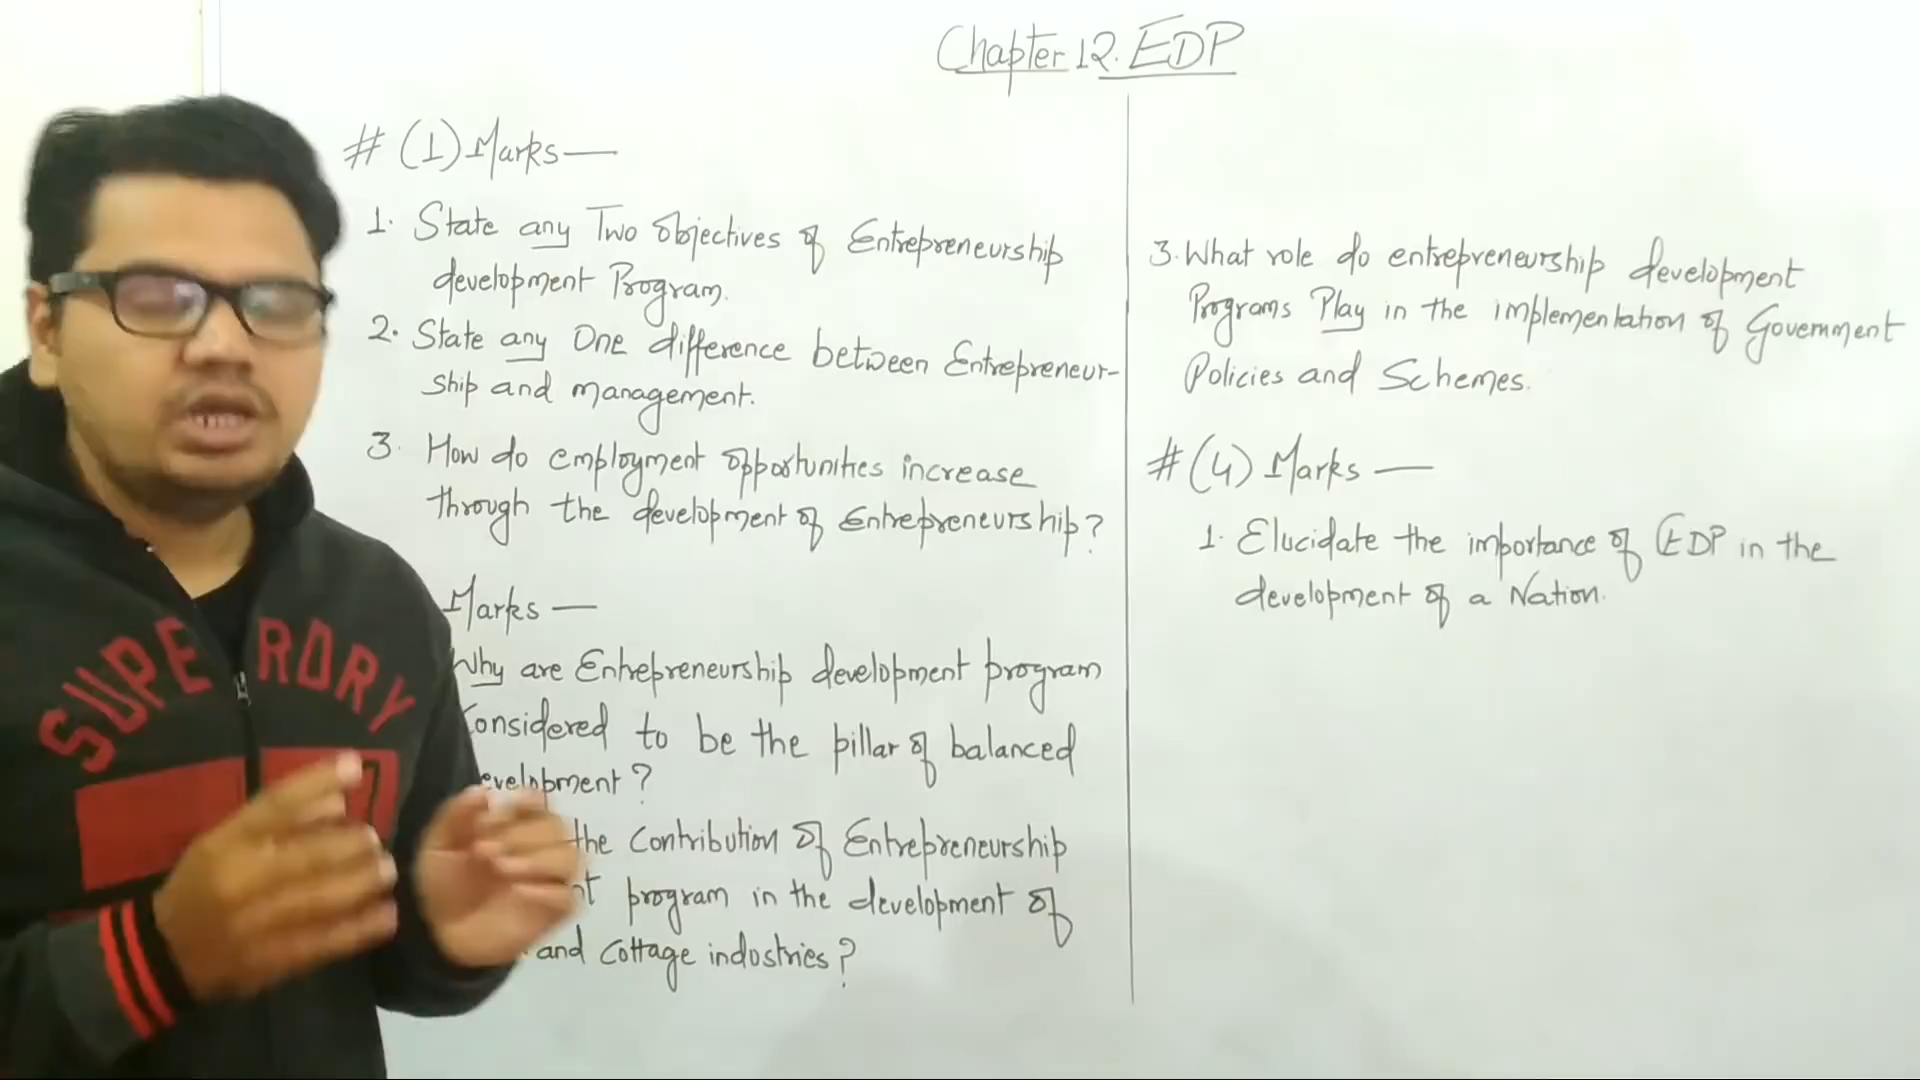 Chapter 12. EDP
# (1) Marks —
1. State any Two Objectives of Entrepreneurship
development Program.
2. State any One difference between Entrepreneur-
ship and management.
3. How do employment opportunities increase
through the development of Entrepreneurship?
Marks —
Why are Entrepreneurship development program
Considered to be the pillar of balanced
evelopment?
the Contribution of Entrepreneurship
program in the development of
and Cottage industries?
3. What role do entrepreneurship development
Programs Play in the implementation of Government
Policies and Schemes.
# (4) Marks —
1. Elucidate the importance of EDP in the
development of a Nation.
SUPE RDRY
7